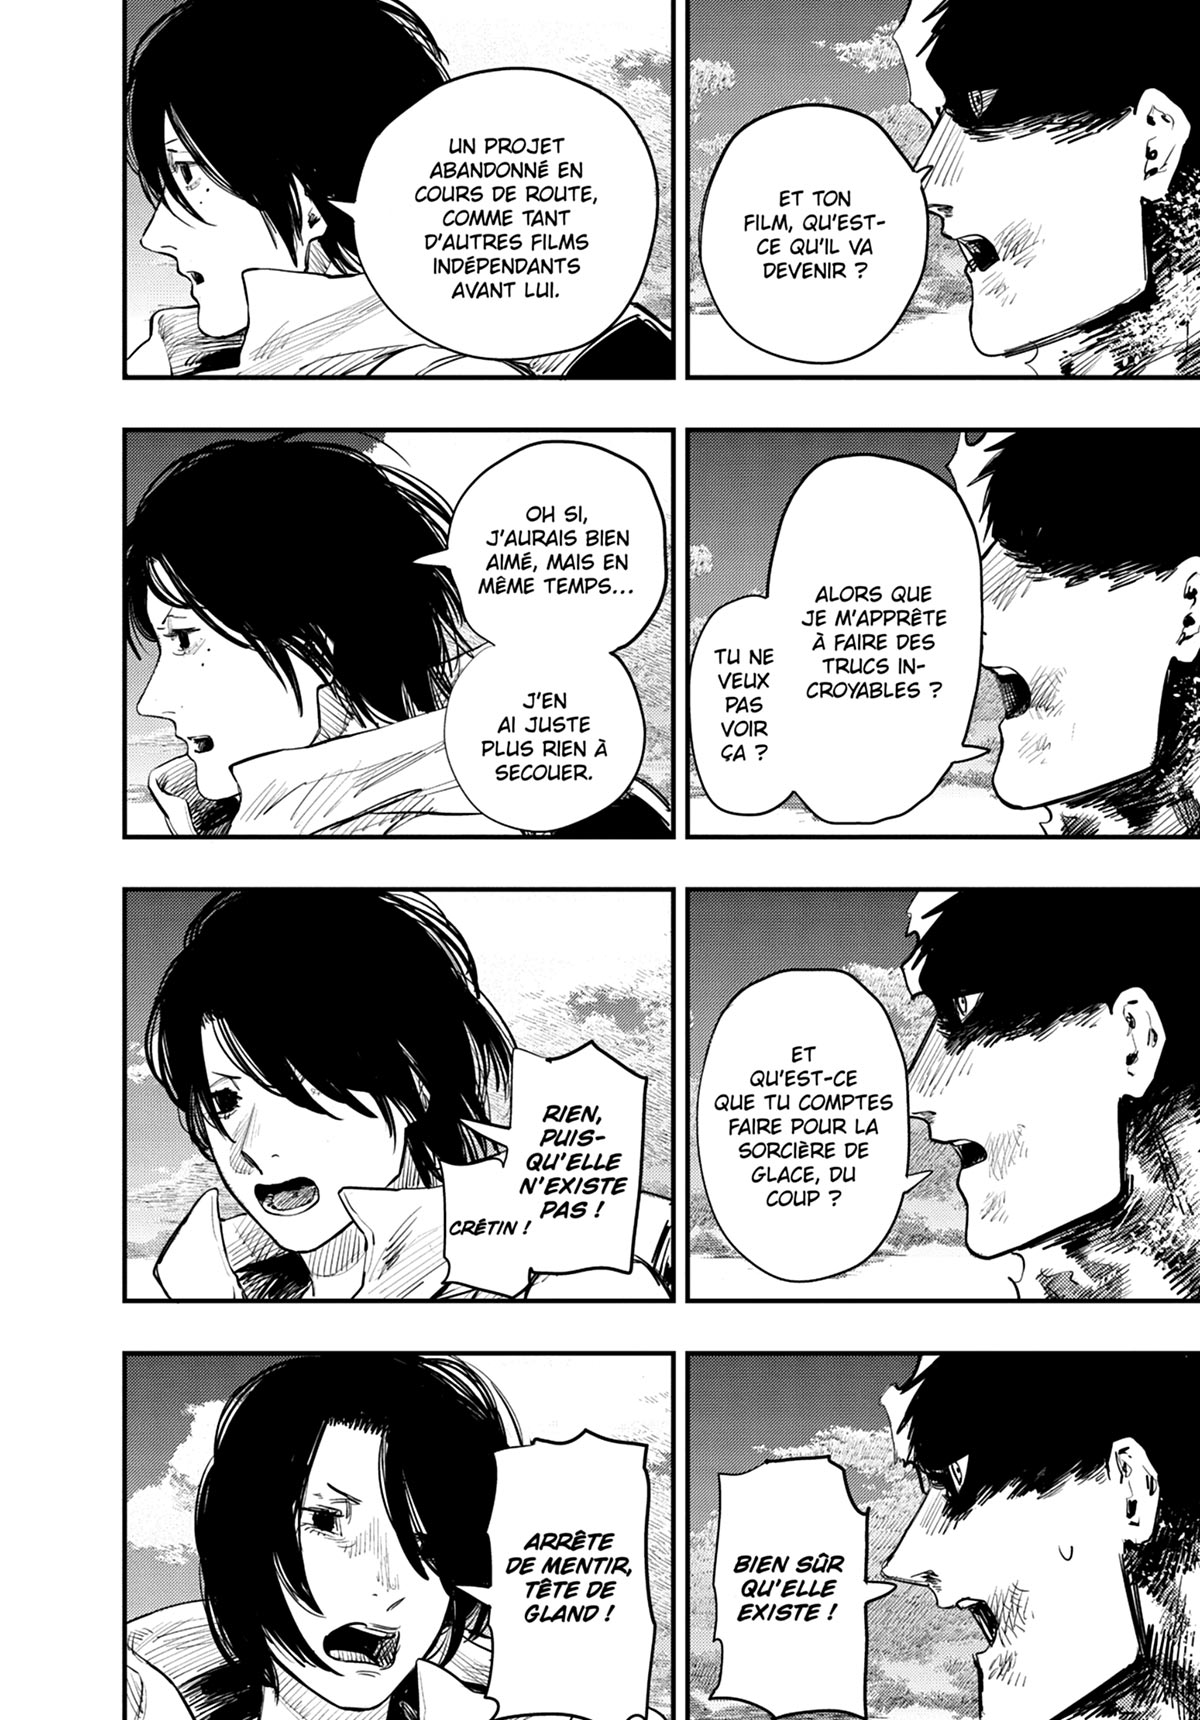 ET TON
FILM, QU'EST-
CE QU'IL VA
DEVENIR ?
UN PROJET
ABANDONNÉ EN
COURS DE ROUTE,
COMME TANT
D'AUTRES FILMS
INDÉPENDANTS
AVANT LUI.
ALORS QUE
JE M'APPRÊTE
À FAIRE DES
TRUCS IN-
CROYABLES ?
TU NE
VEUX
PAS
VOIR
ÇA ?
OH SI,
J'AURAIS BIEN
AIMÉ, MAIS EN
MÊME TEMPS...
J'EN
AI JUSTE
PLUS RIEN À
SECOUER.
ET
QU'EST-CE
QUE TU COMPTES
FAIRE POUR LA
SORCIÈRE DE
GLACE, DU
COUP ?
RIEN,
PUIS-
QU'ELLE
N'EXISTE
PAS !
CRÉTIN !
BIEN SÛR
QU'ELLE
EXISTE !
ARRÊTE
DE MENTIR,
TÊTE DE
GLAND !